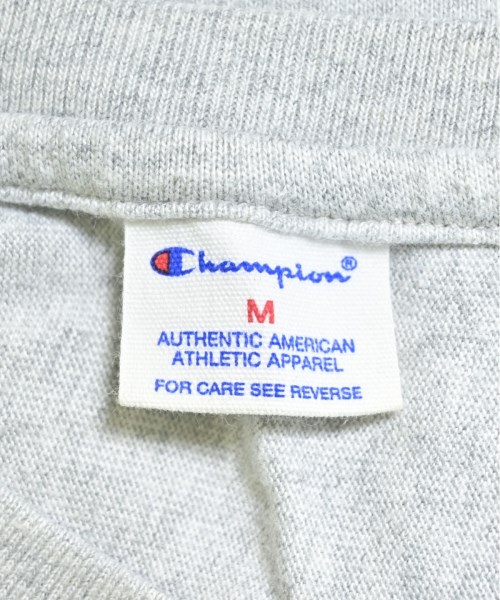 Champion®
M
AUTHENTIC AMERICAN
ATHLETIC APPAREL
FOR CARE SEE REVERSE